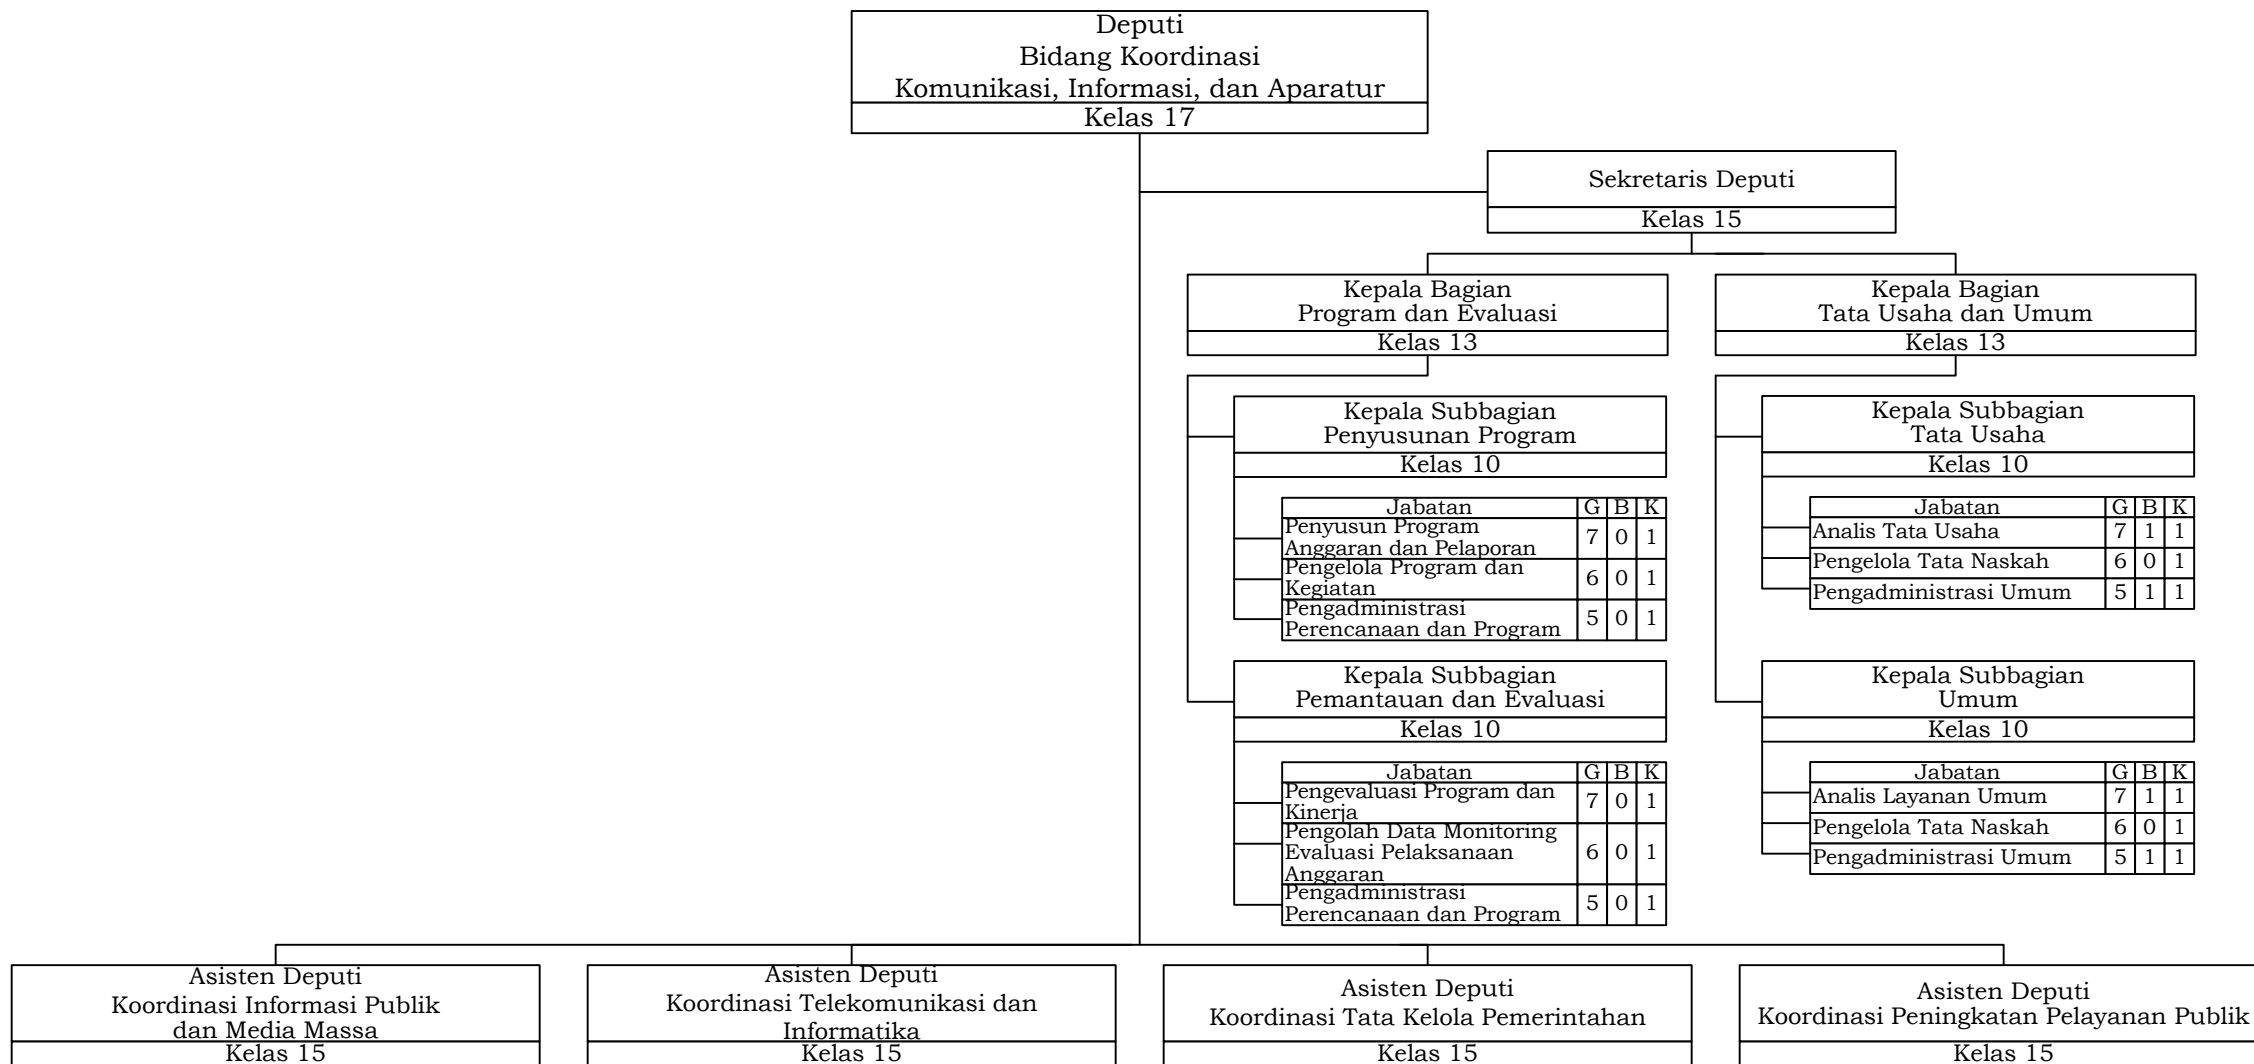 Deputi
Bidang Koordinasi
Komunikasi, Informasi, dan Aparatur
Kelas 17
Sekretaris Deputi
Kelas 15
Kepala Bagian
Program dan Evaluasi
Kelas 13
Kepala Bagian
Tata Usaha dan Umum
Kelas 13
Kepala Subbagian
Penyusunan Program
Kelas 10
Jabatan G B K
Penyusun Program
Anggaran dan Pelaporan 7 0 1
Pengelola Program dan
Kegiatan 6 0 1
Pengadministrasi
Perencanaan dan Program 5 0 1
Kepala Subbagian
Tata Usaha
Kelas 10
Jabatan G B K
Analis Tata Usaha 7 1 1
Pengelola Tata Naskah 6 0 1
Pengadministrasi Umum 5 1 1
Kepala Subbagian
Pemantauan dan Evaluasi
Kelas 10
Jabatan G B K
Pengevaluasi Program dan
Kinerja 7 0 1
Pengolah Data Monitoring
Evaluasi Pelaksanaan 6 0 1
Anggaran
Pengadministrasi
Perencanaan dan Program 5 0 1
Kepala Subbagian
Umum
Kelas 10
Jabatan G B K
Analis Layanan Umum 7 1 1
Pengelola Tata Naskah 6 0 1
Pengadministrasi Umum 5 1 1
Asisten Deputi
Koordinasi Informasi Publik
dan Media Massa
Kelas 15
Asisten Deputi
Koordinasi Telekomunikasi dan
Informatika
Kelas 15
Asisten Deputi
Koordinasi Tata Kelola Pemerintahan
Kelas 15
Asisten Deputi
Koordinasi Peningkatan Pelayanan Publik
Kelas 15